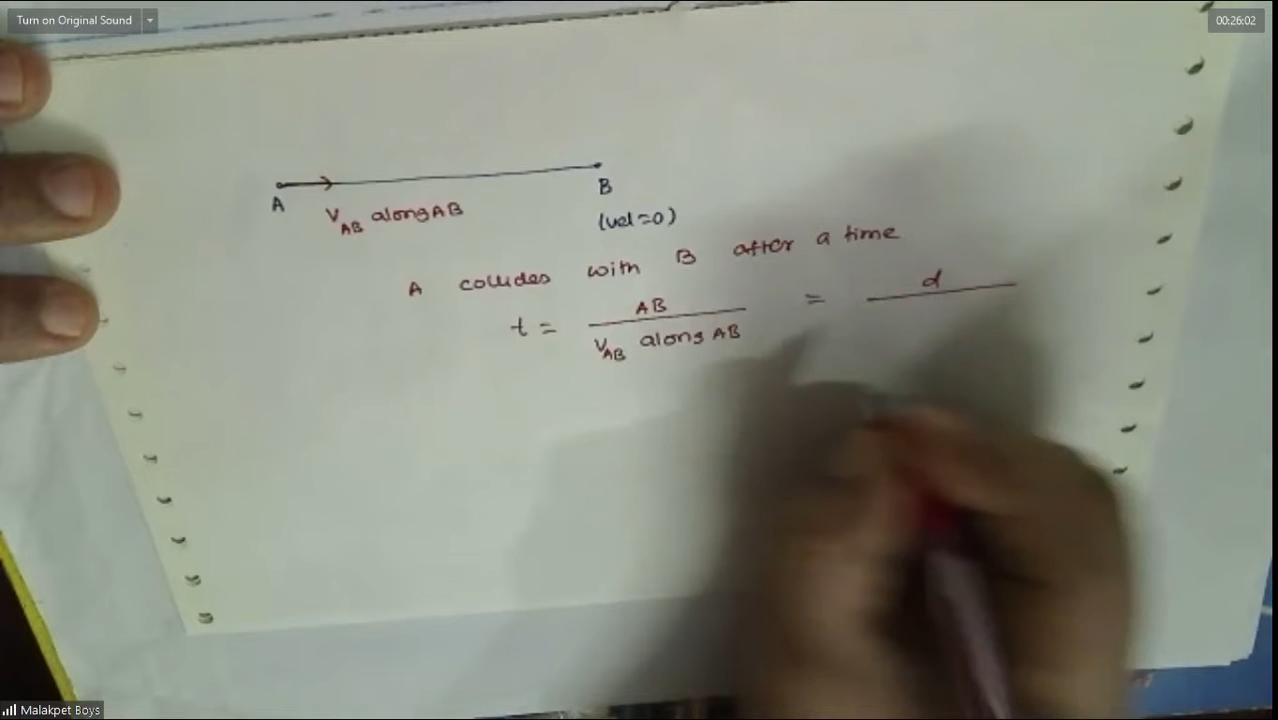 Turn on Original Sound
00:26:02
A
B
V_AB along AB
(vel = 0)
A collides with B after a time
t = AB / V_AB along AB = d
Malakpet Boys